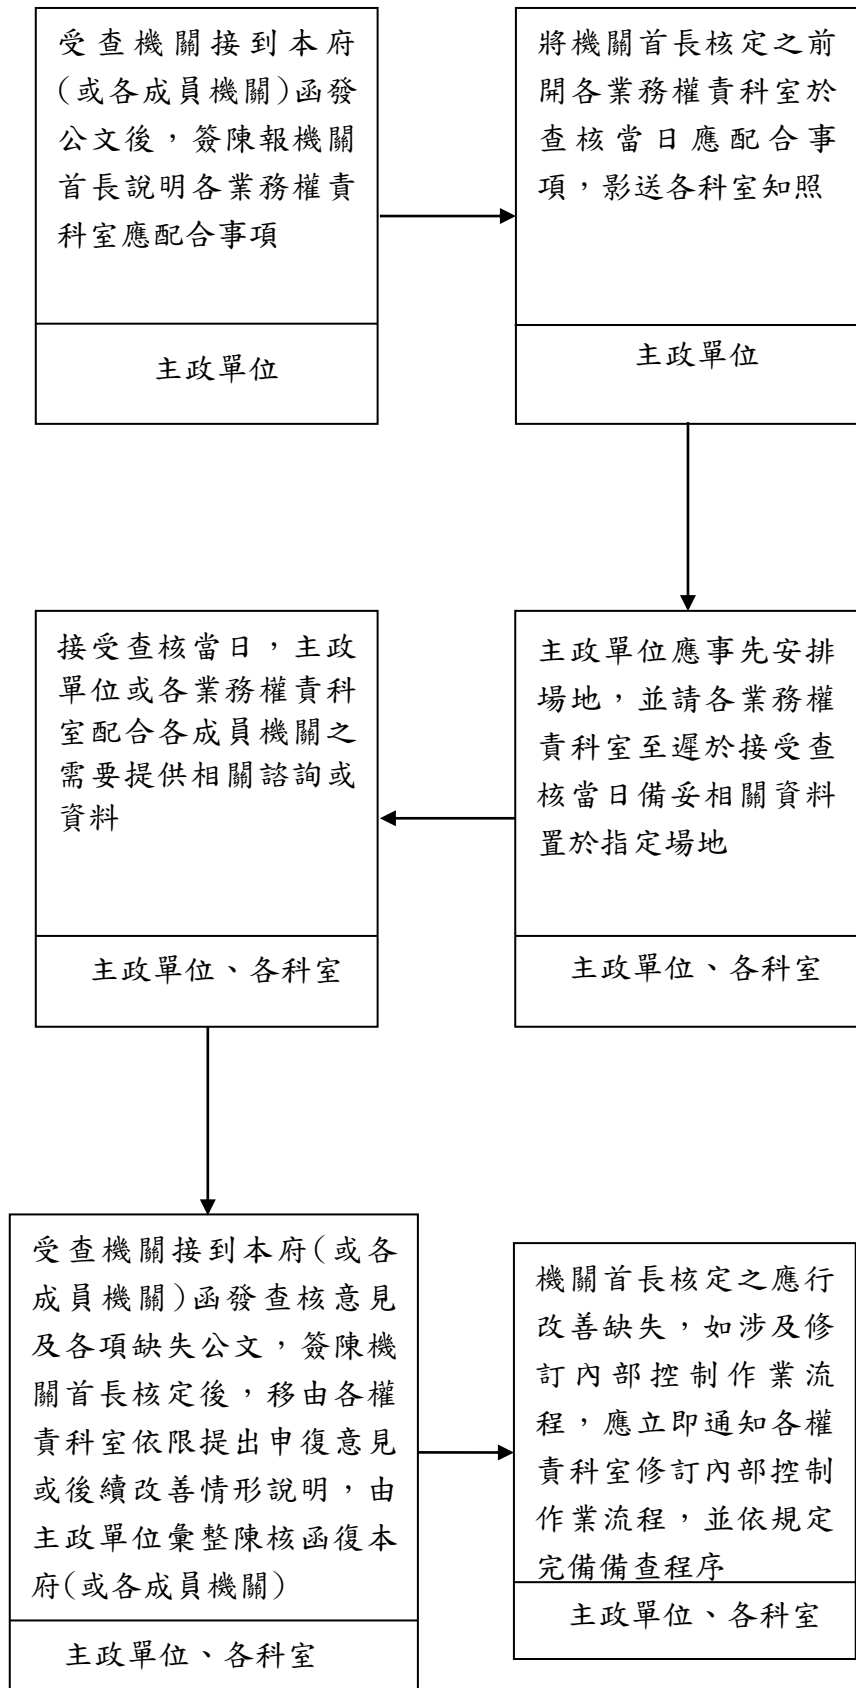 受查機關接到本府
(或各成員機關)函發
公文後，簽陳報機關
首長說明各業務權責
科室應配合事項
主政單位
將機關首長核定之前
開各業務權責科室於
查核當日應配合事
項，影送各科室知照
主政單位
主政單位應事先安排
場地，並請各業務權
責科室至遲於接受查
核當日備妥相關資料
置於指定場地
主政單位、各科室
接受查核當日，主政
單位或各業務權責科
室配合各成員機關之
需要提供相關諮詢或
資料
主政單位、各科室
受查機關接到本府(或各
成員機關)函發查核意見
及各項缺失公文，簽陳機
關首長核定後，移由各權
責科室依限提出申復意見
或後續改善情形說明，由
主政單位彙整陳核函復本
府(或各成員機關)
主政單位、各科室
機關首長核定之應行
改善缺失，如涉及修
訂內部控制作業流
程，應立即通知各權
責科室修訂內部控制
作業流程，並依規定
完備備查程序
主政單位、各科室